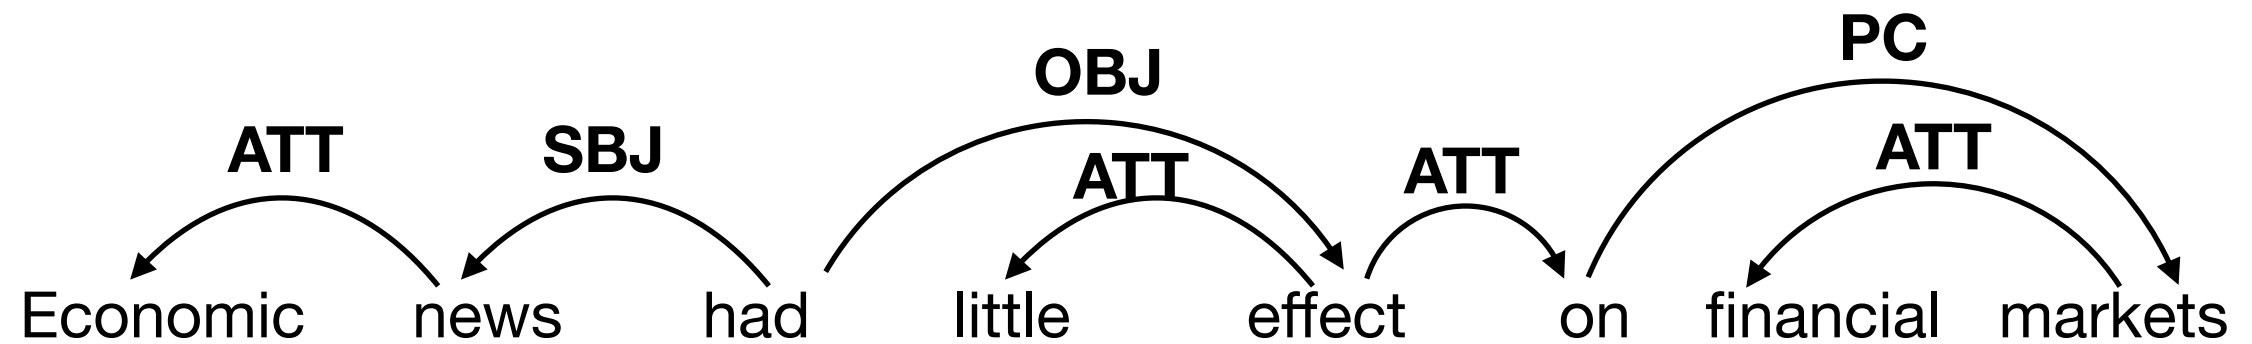 PC
OBJ
ATT SBJ ATT ATT ATT
Economic news had little effect on financial markets